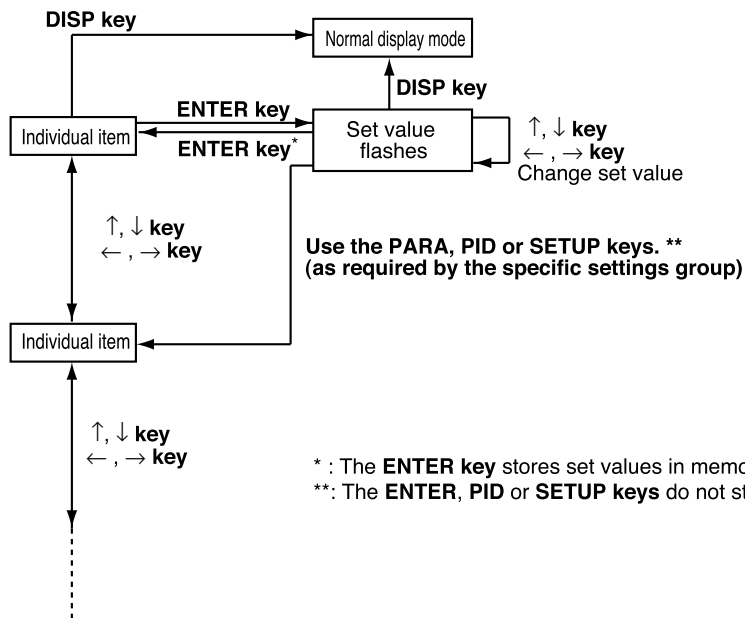 DISP key
Normal display mode
DISP key
ENTER key
Individual item
Set value
flashes
ENTER key*
↑, ↓ key
← , → key
Change set value
↑, ↓ key
← , → key
Use the PARA, PID or SETUP keys. **
(as required by the specific settings group)
Individual item
↑, ↓ key
← , → key
* : The ENTER key stores set values in memo
**: The ENTER, PID or SETUP keys do not st